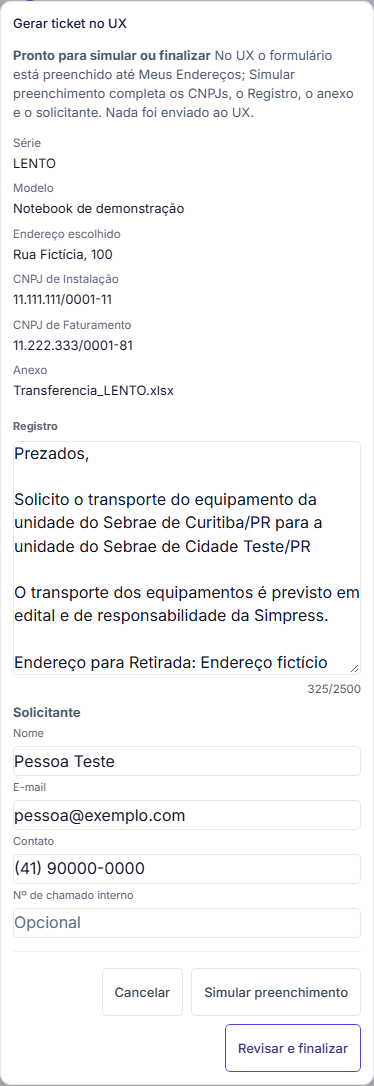 Gerar ticket no UX
Pronto para simular ou finalizar No UX o formulário
está preenchido até Meus Endereços; Simular
preenchimento completa os CNPJs, o Registro, o anexo
e o solicitante. Nada foi enviado ao UX.
Série
LENTO
Modelo
Notebook de demonstração
Endereço escolhido
Rua Fictícia, 100
CNPJ de Instalação
11.111.111/0001-11
CNPJ de Faturamento
11.222.333/0001-81
Anexo
Transferencia_LENTO.xlsx
Registro
Prezados,
Solicito o transporte do equipamento da
unidade do Sebrae de Curitiba/PR para a
unidade do Sebrae de Cidade Teste/PR
O transporte dos equipamentos é previsto em
edital e de responsabilidade da Simpress.
Endereço para Retirada: Endereço fictício
325/2500
Solicitante
Nome
Pessoa Teste
E-mail
pessoa@exemplo.com
Contato
(41) 90000-0000
Nº de chamado interno
Opcional
Cancelar
Simular preenchimento
Revisar e finalizar